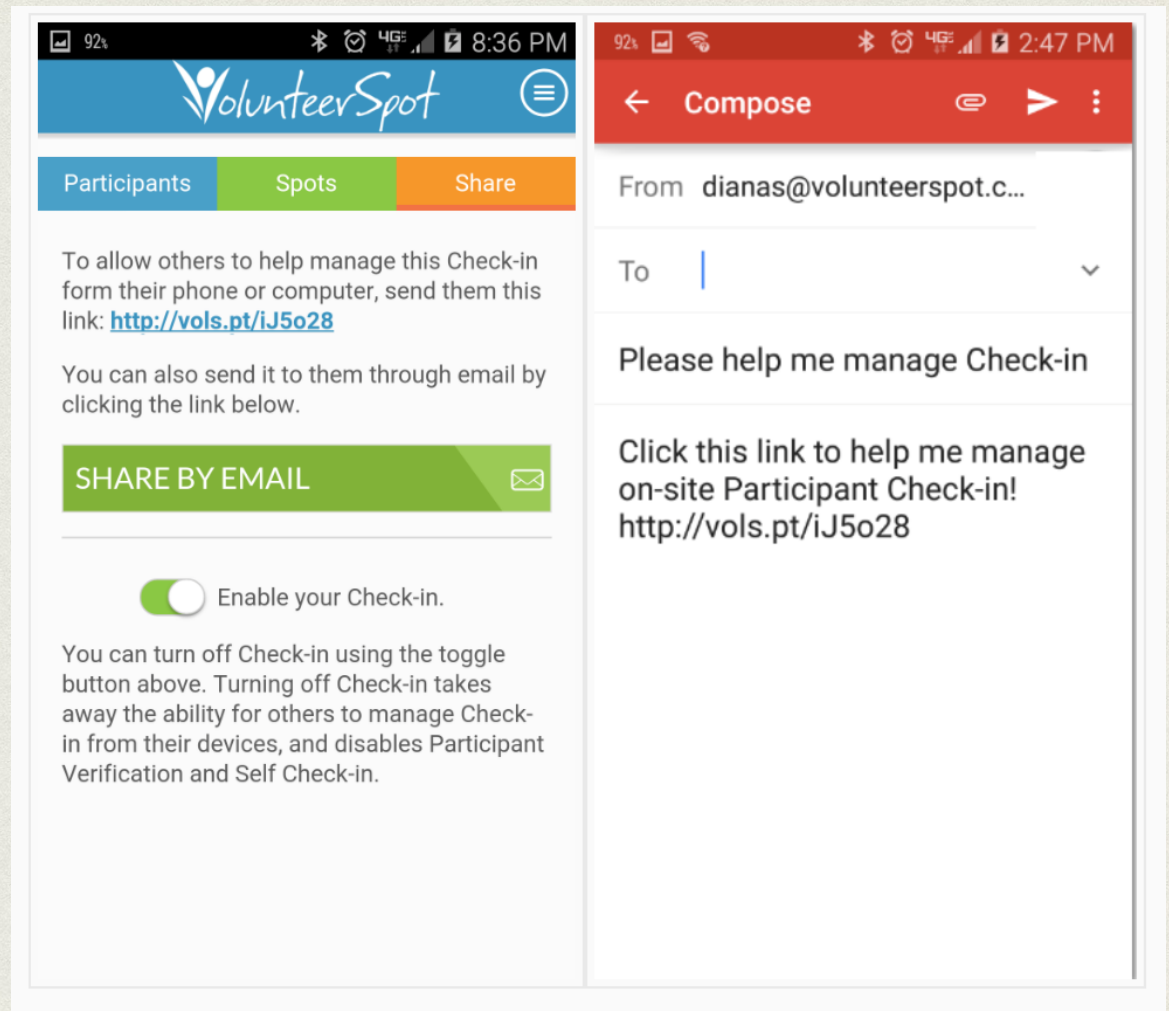 92% 4G 8:36 PM
VolunteerSpot
Participants Spots Share
To allow others to help manage this Check-in
form their phone or computer, send them this
link: http://vols.pt/iJ5o28
You can also send it to them through email by
clicking the link below.
SHARE BY EMAIL
Enable your Check-in.
You can turn off Check-in using the toggle
button above. Turning off Check-in takes
away the ability for others to manage Check-
in from their devices, and disables Participant
Verification and Self Check-in.
92% 4G 2:47 PM
Compose
From dianas@volunteerspot.c...
To
Please help me manage Check-in
Click this link to help me manage
on-site Participant Check-in!
http://vols.pt/iJ5o28